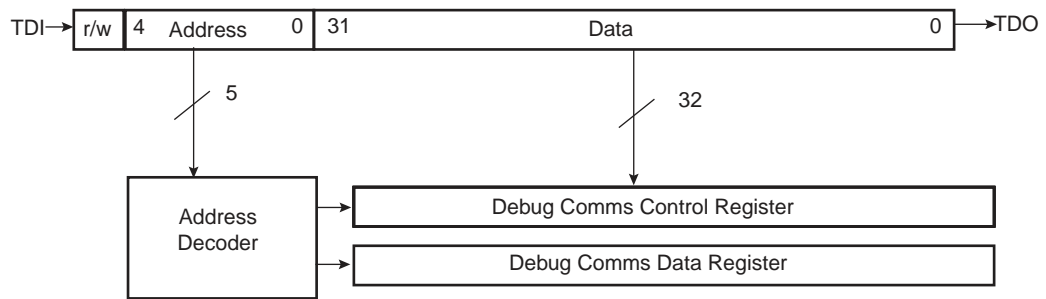 TDI r/w 4 Address 0 31 Data 0 TDO
5
32
Address
Decoder
Debug Comms Control Register
Debug Comms Data Register